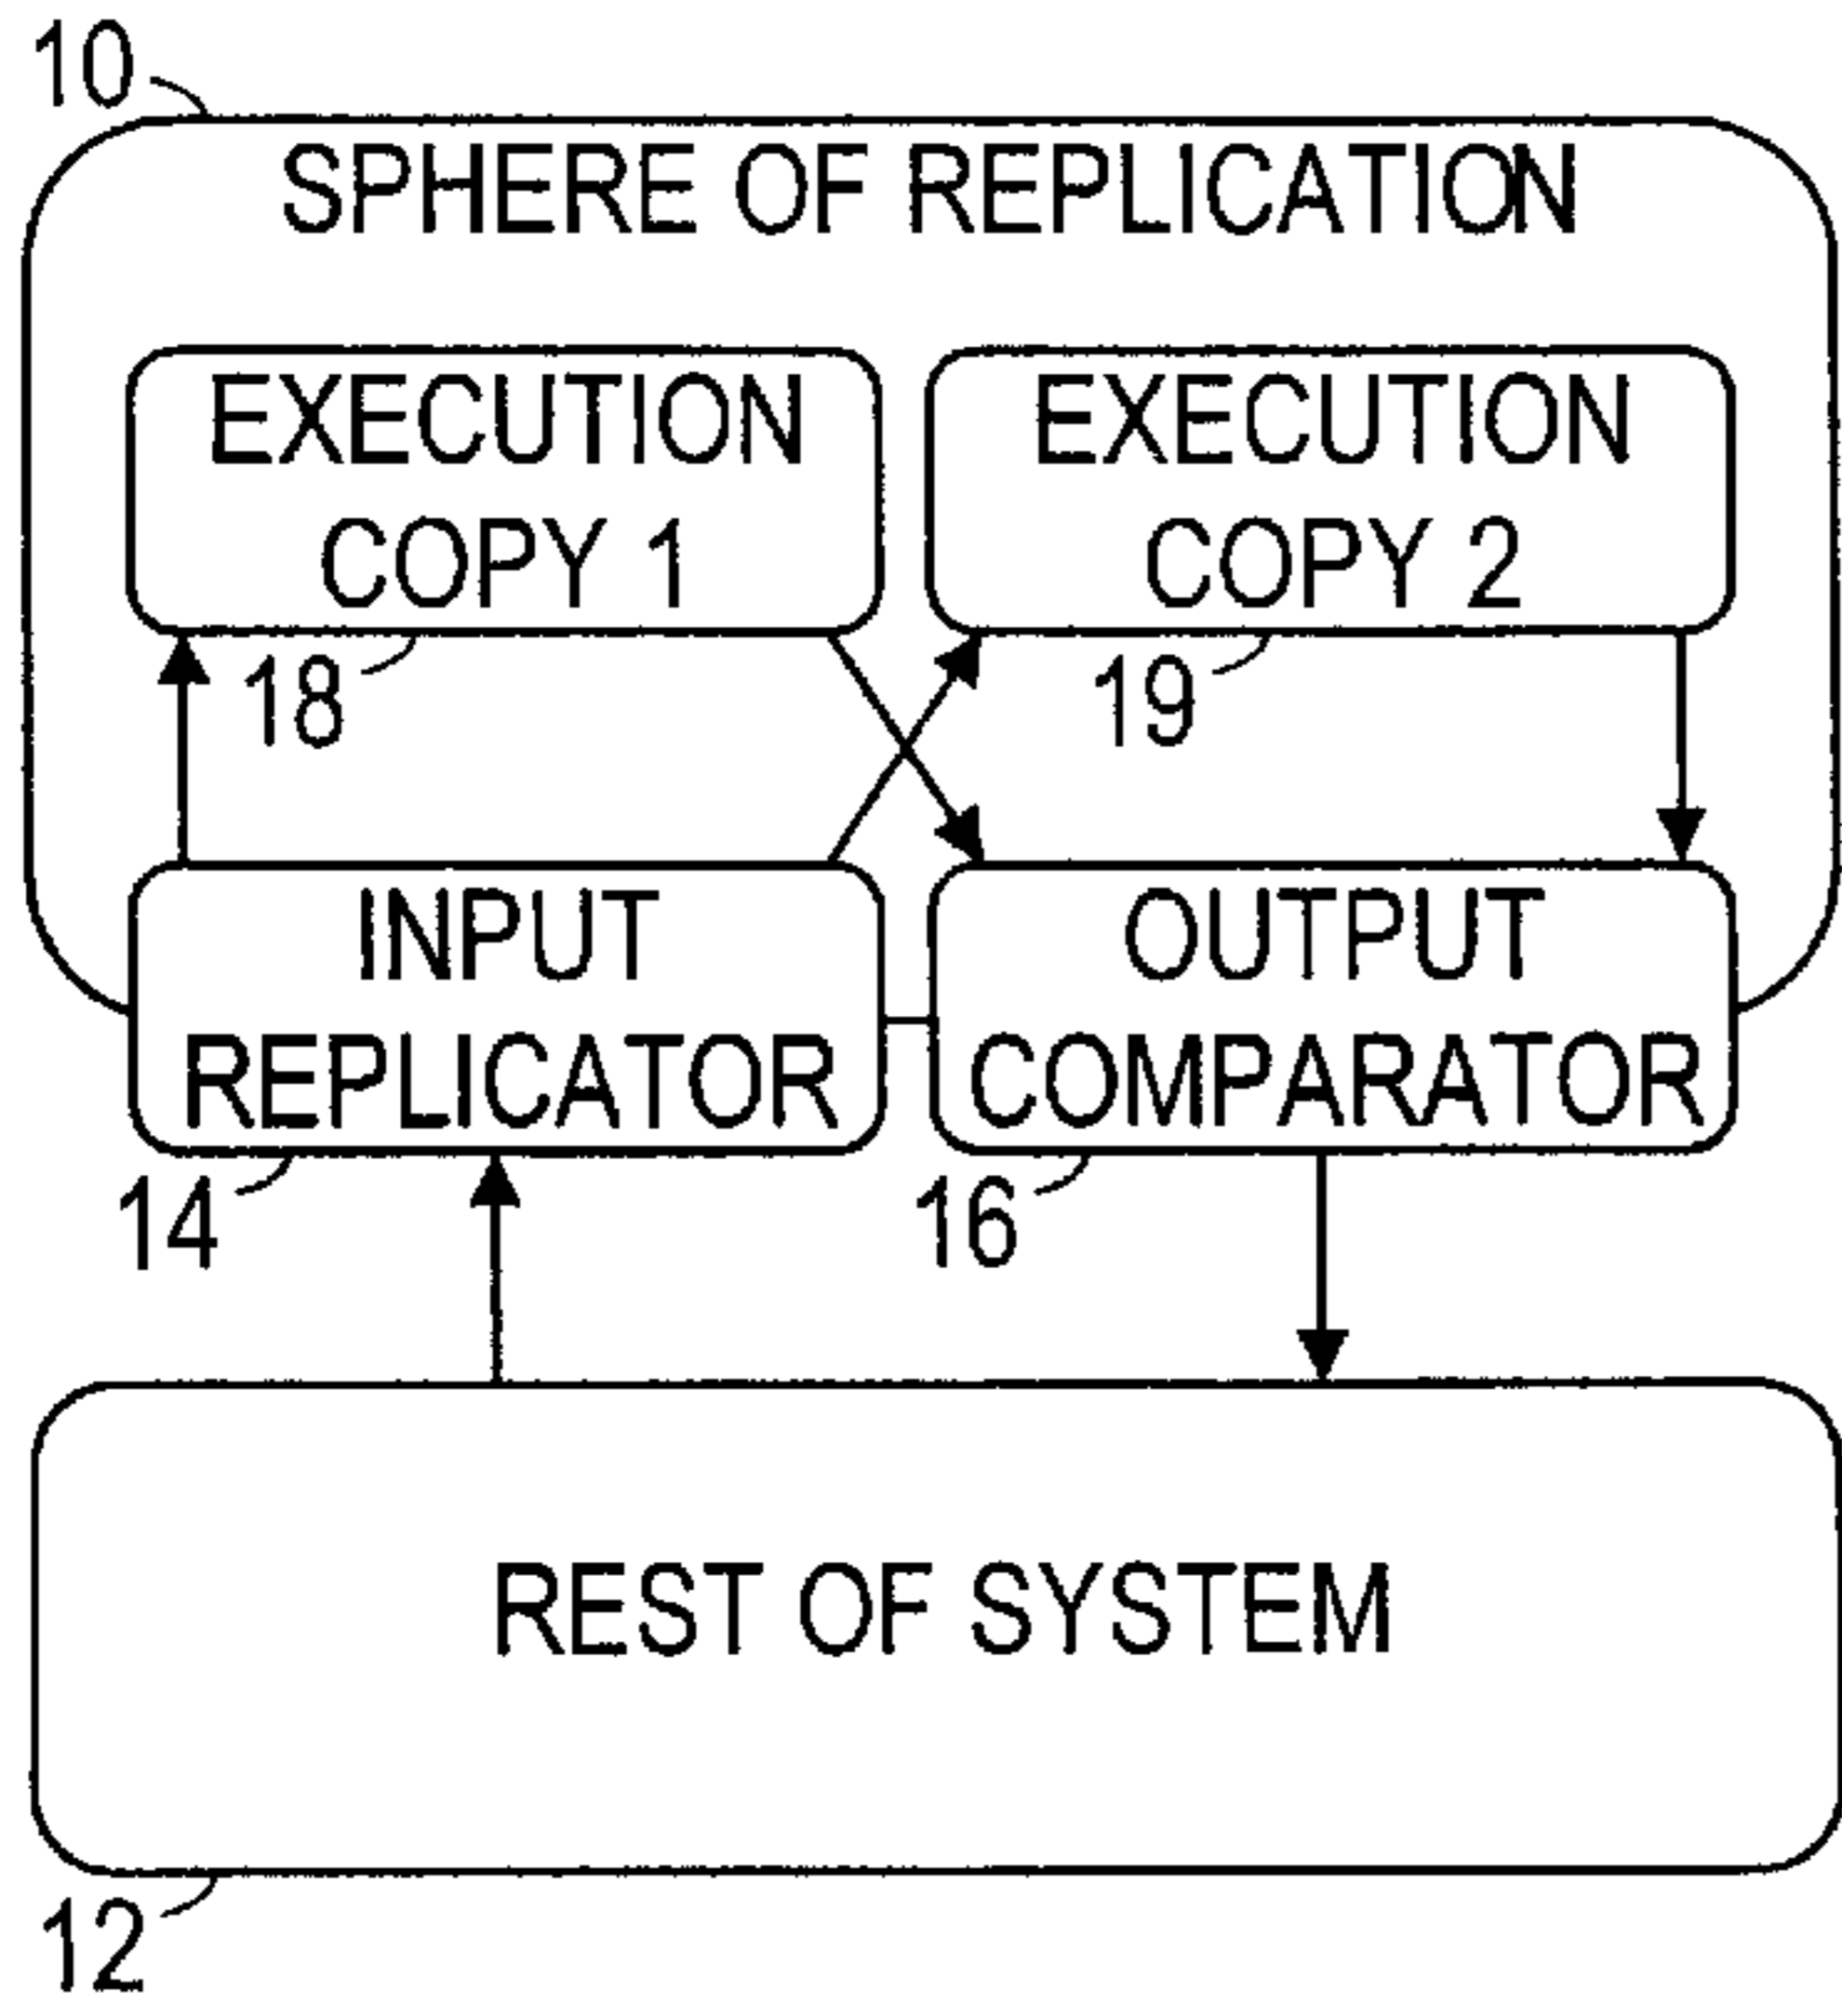 10
SPHERE OF REPLICATION
EXECUTION
COPY 1
EXECUTION
COPY 2
18
19
INPUT
REPLICATOR
OUTPUT
COMPARATOR
14
16
REST OF SYSTEM
12